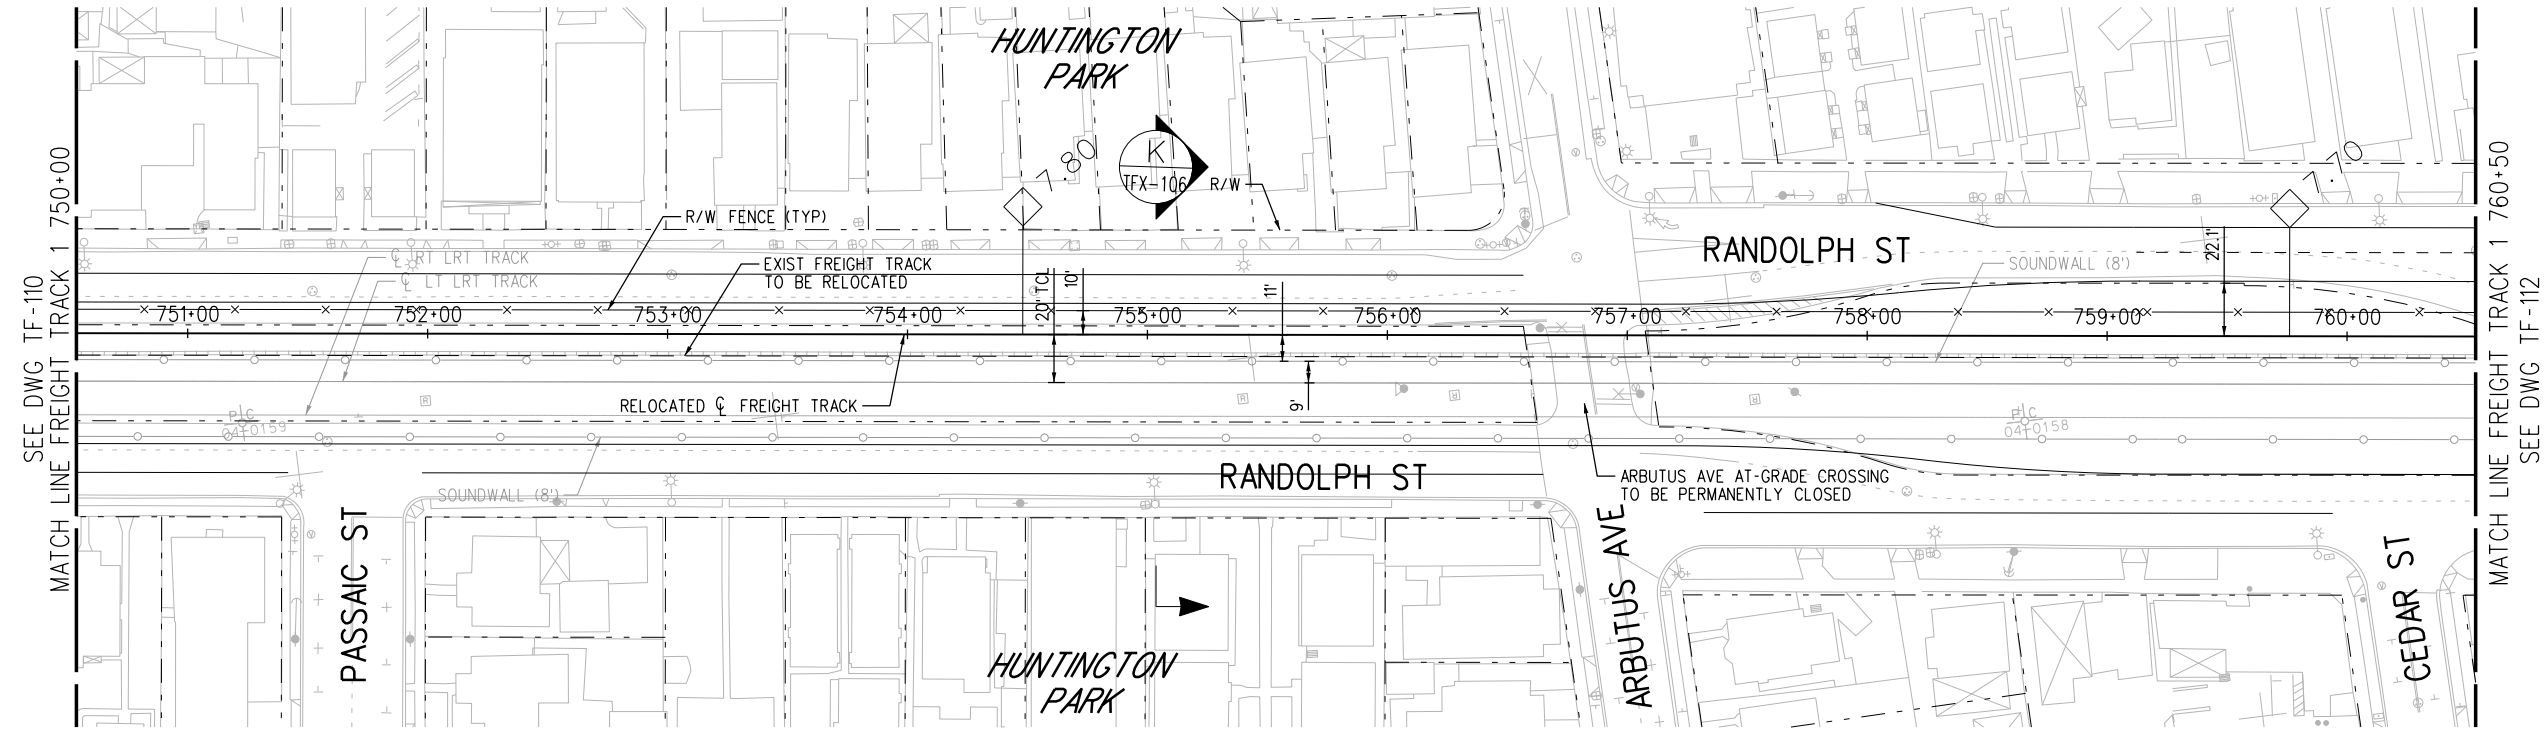 HUNTINGTON
PARK
K
TFX-106
7.80
7.70
R/W
R/W FENCE (TYP)
RANDOLPH ST
22.1'
SOUNDWALL (8')
℄ RT LRT TRACK
℄ LT LRT TRACK
EXIST FREIGHT TRACK
TO BE RELOCATED
20' TCL
10'
11'
9'
751+00
752+00
753+00
754+00
755+00
756+00
757+00
758+00
759+00
760+00
RELOCATED ℄ FREIGHT TRACK
R
R
R
R
PLC
04-0159
PLC
04-0158
SOUNDWALL (8')
RANDOLPH ST
ARBUTUS AVE AT-GRADE CROSSING
TO BE PERMANENTLY CLOSED
PASSAIC ST
ARBUTUS AVE
CEDAR ST
HUNTINGTON
PARK
SEE DWG TF-110
MATCH LINE FREIGHT TRACK 1 750+00
MATCH LINE FREIGHT TRACK 1 760+50
SEE DWG TF-112